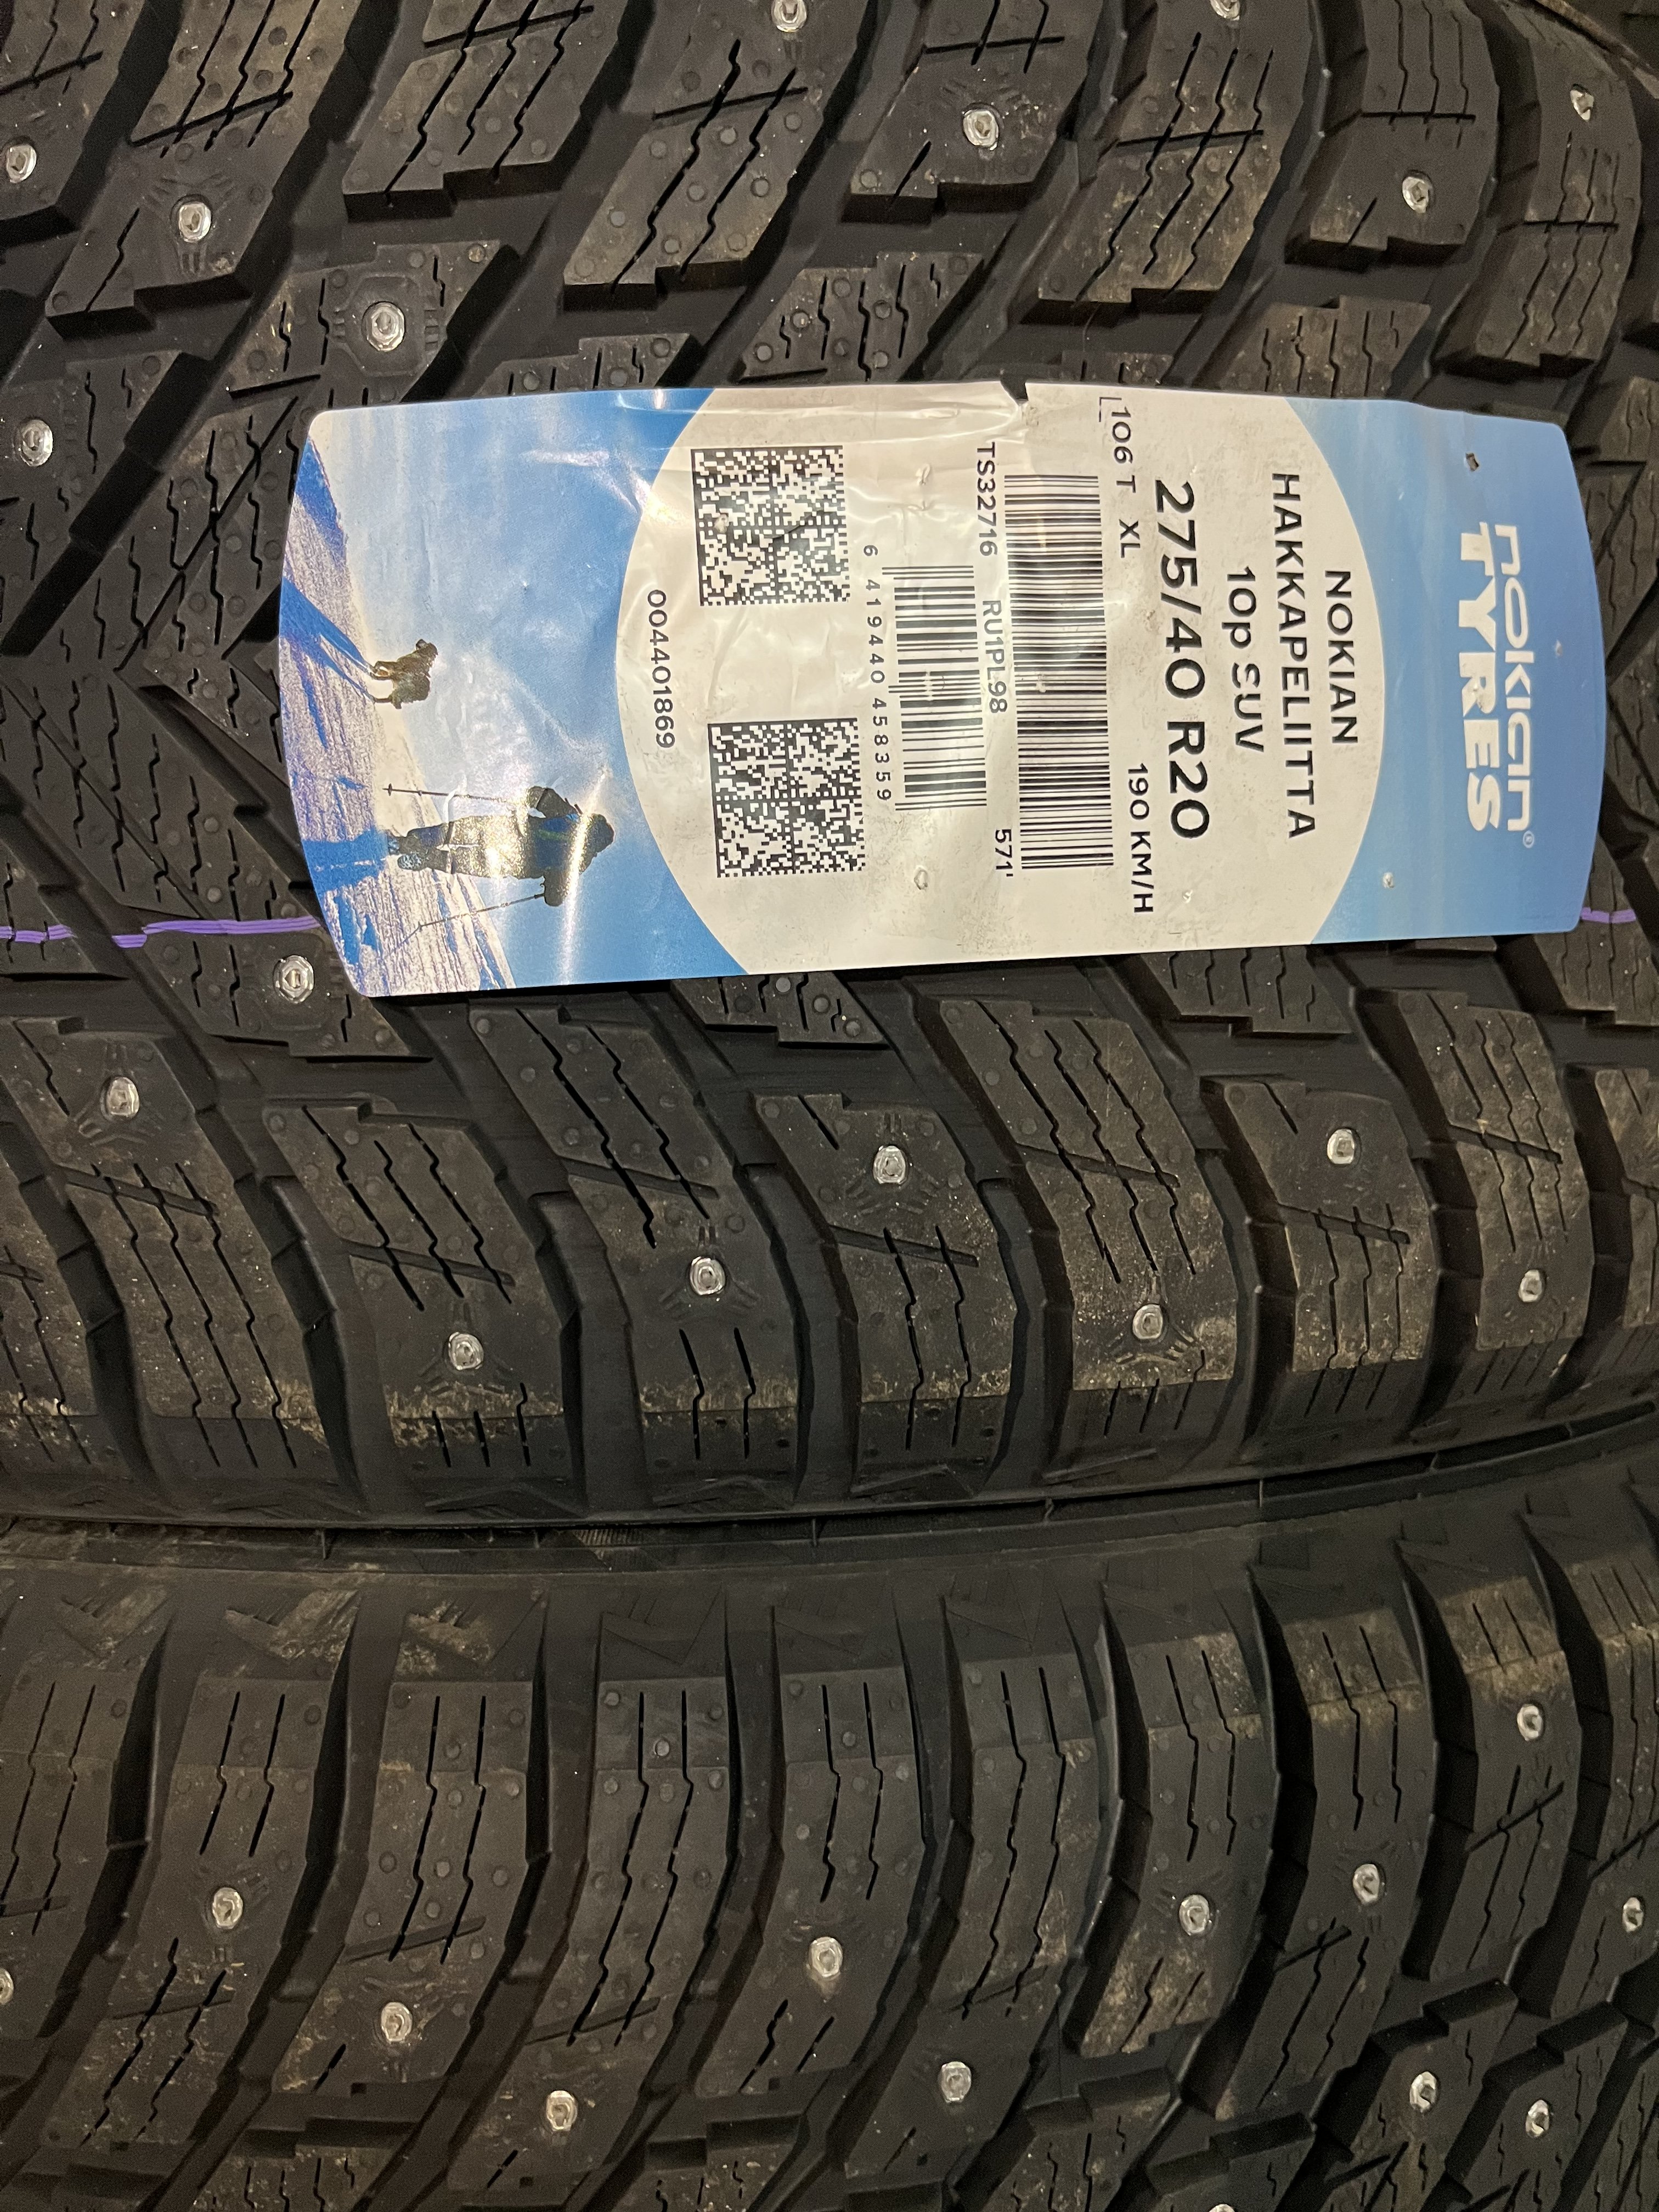 nokian®
TYRES
NOKIAN
HAKKAPELIITTA
10p SUV
275/40 R20
106 T XL 190 KM/H
TS32716 RU1PL98 571'
6 419440 458359
004401869